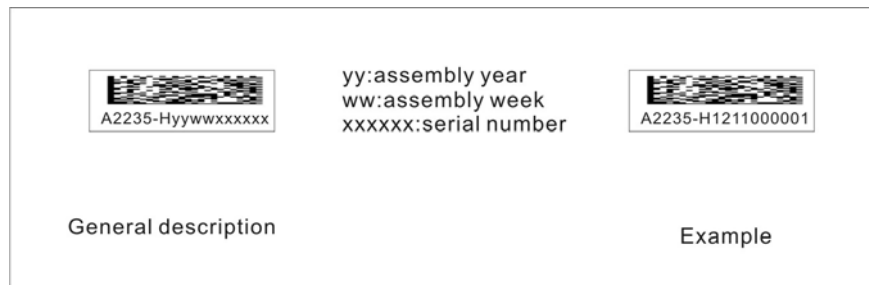 A2235-Hyywwxxxxxx
yy:assembly year
ww:assembly week
xxxxxx:serial number
A2235-H1211000001
General description
Example